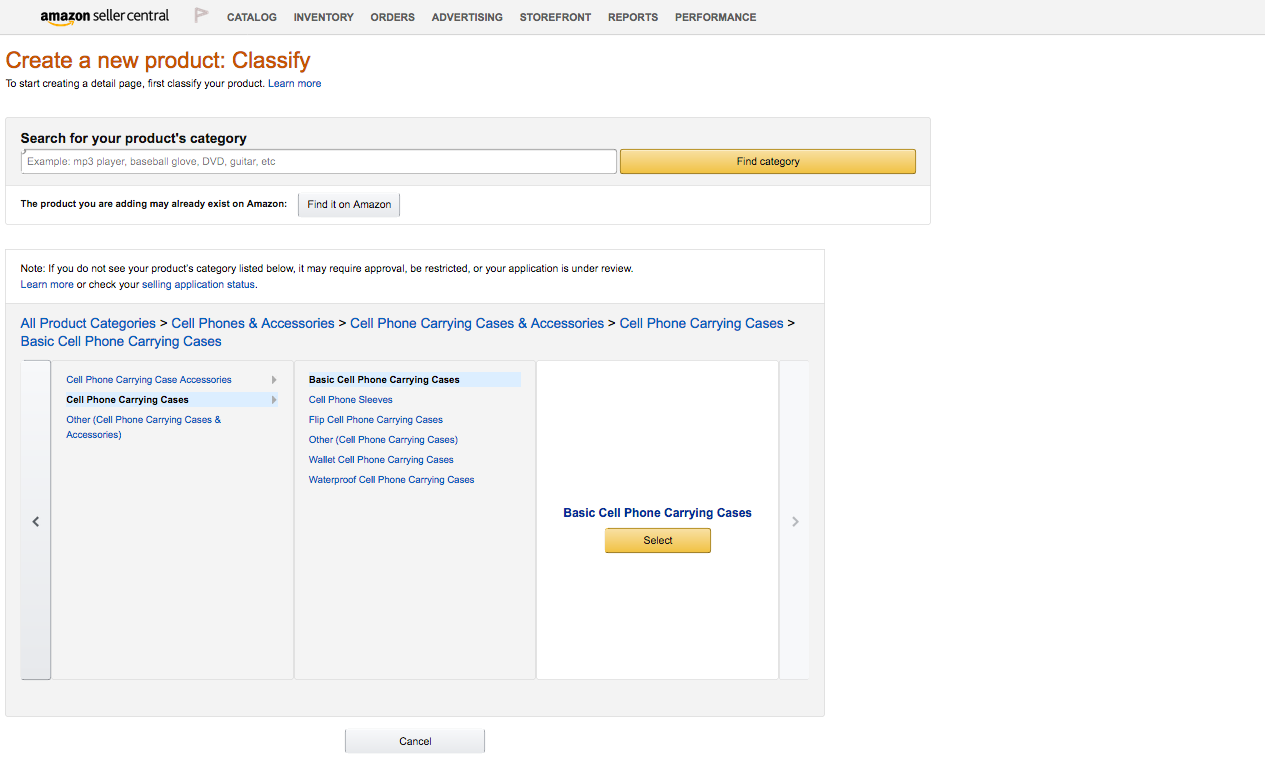 amazon seller central
CATALOG INVENTORY ORDERS ADVERTISING STOREFRONT REPORTS PERFORMANCE
Create a new product: Classify
To start creating a detail page, first classify your product. Learn more
Search for your product's category
Example: mp3 player, baseball glove, DVD, guitar, etc
Find category
The product you are adding may already exist on Amazon:
Find it on Amazon
Note: If you do not see your product's category listed below, it may require approval, be restricted, or your application is under review.
Learn more or check your selling application status.
All Product Categories > Cell Phones & Accessories > Cell Phone Carrying Cases & Accessories > Cell Phone Carrying Cases >
Basic Cell Phone Carrying Cases
Cell Phone Carrying Case Accessories
Cell Phone Carrying Cases
Other (Cell Phone Carrying Cases &
Accessories)
Basic Cell Phone Carrying Cases
Cell Phone Sleeves
Flip Cell Phone Carrying Cases
Other (Cell Phone Carrying Cases)
Wallet Cell Phone Carrying Cases
Waterproof Cell Phone Carrying Cases
Basic Cell Phone Carrying Cases
Select
Cancel